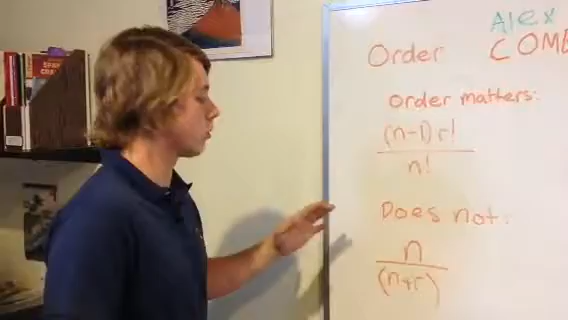 Alex
Order COMB
Order matters:
(n-1)r!
n!
Does not:
n
(n+r)